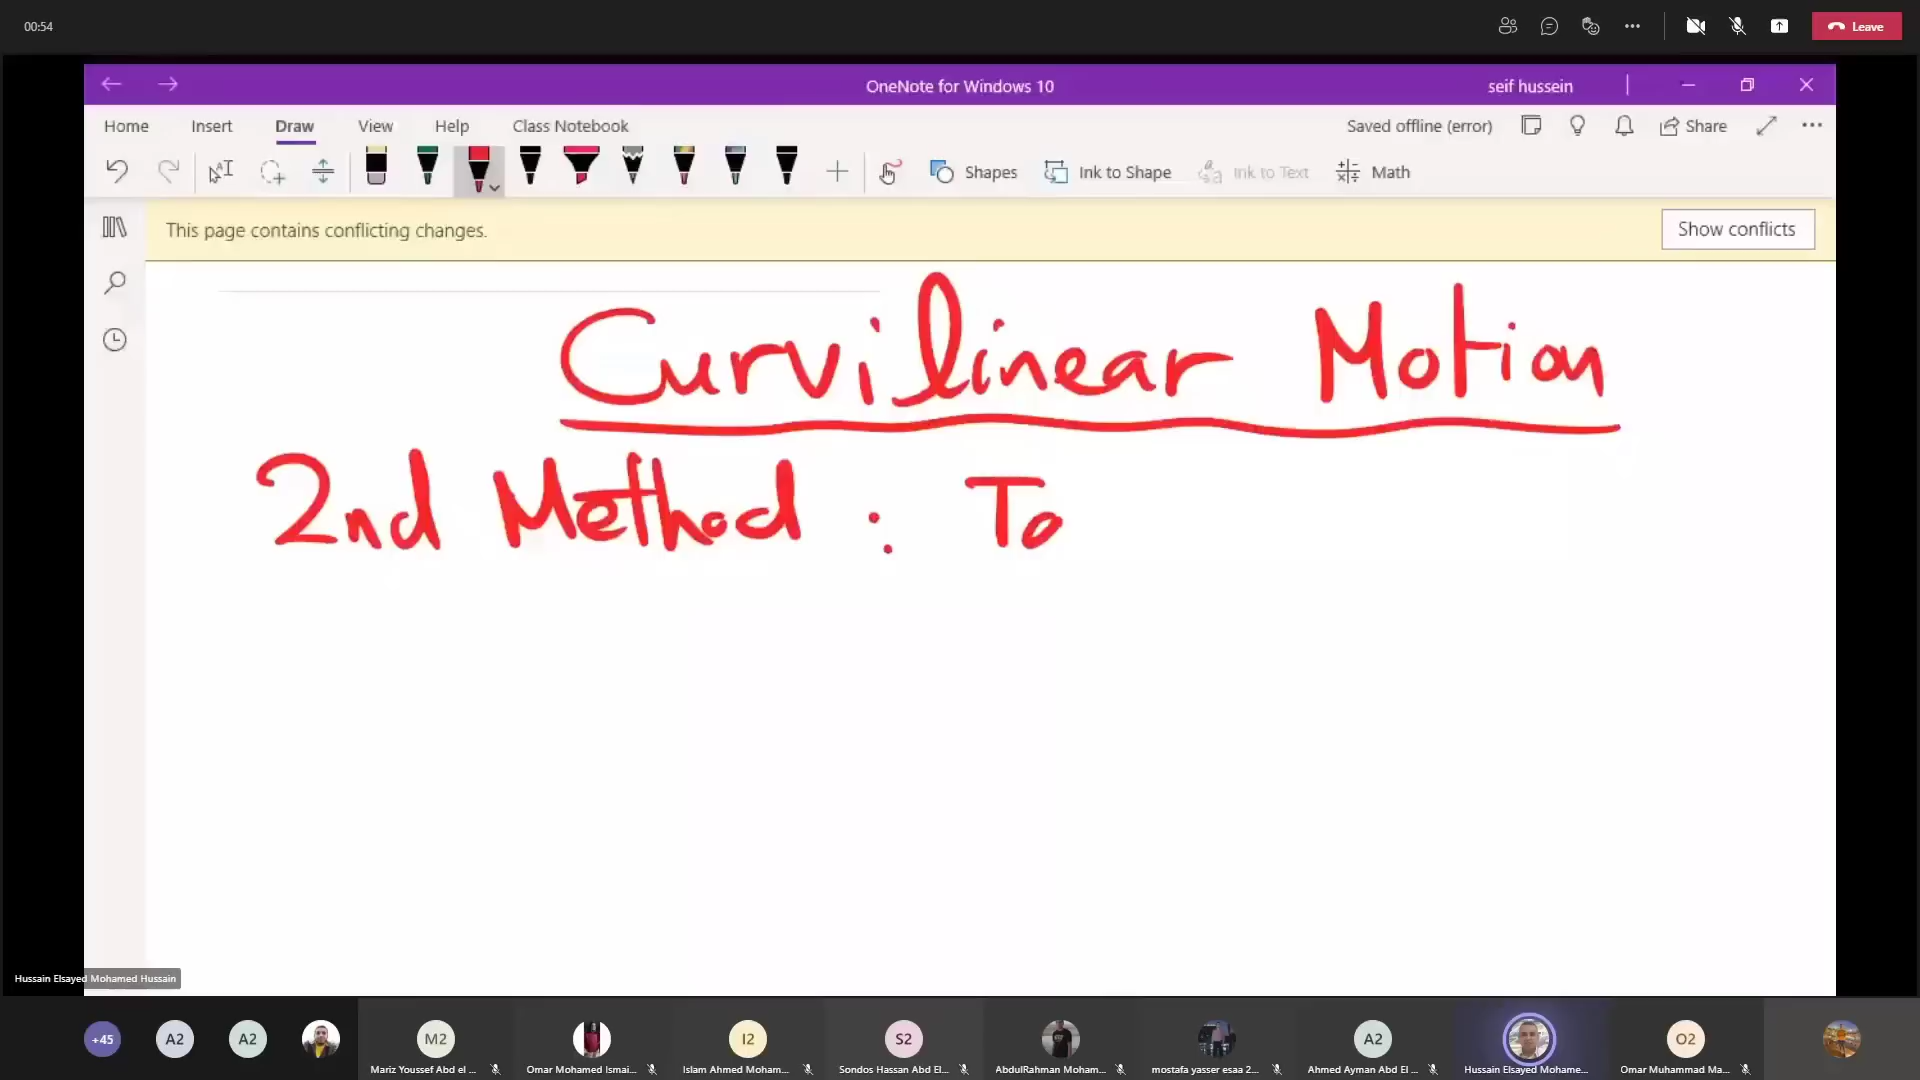 00:54
Leave
OneNote for Windows 10
seif hussein
Home Insert Draw View Help Class Notebook
Saved offline (error)
Share
Shapes
Ink to Shape
Ink to Text
Math
This page contains conflicting changes.
Show conflicts
Curvilinear Motion
2nd Method : Ta
Hussain Elsayed Mohamed Hussain
+45
A2
A2
M2
I2
S2
A2
O2
Mariz Youssef Abd el ...
Omar Mohamed Ismai...
Islam Ahmed Moham...
Sondos Hassan Abd El...
AbdulRahman Moham...
mostafa yasser esaa 2...
Ahmed Ayman Abd El ...
Hussain Elsayed Mohame...
Omar Muhammad Ma...